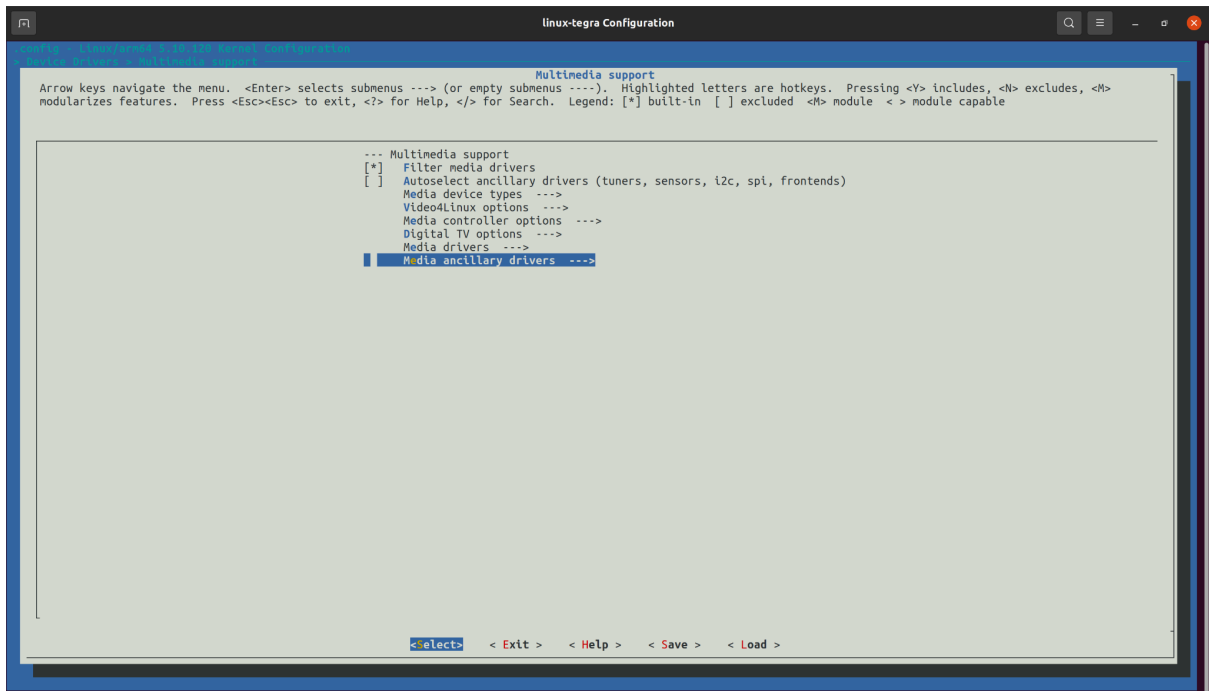 linux-tegra Configuration
.config - Linux/arm64 5.10.120 Kernel Configuration
> Device Drivers > Multimedia support
Multimedia support
Arrow keys navigate the menu.  <Enter> selects submenus ---> (or empty submenus ----).  Highlighted letters are hotkeys.  Pressing <Y> includes, <N> excludes, <M>
modularizes features.  Press <Esc><Esc> to exit, <?> for Help, </> for Search.  Legend: [*] built-in  [ ] excluded  <M> module  < > module capable
--- Multimedia support
[*]   Filter media drivers
[ ]   Autoselect ancillary drivers (tuners, sensors, i2c, spi, frontends)
Media device types  --->
Video4Linux options  --->
Media controller options  --->
Digital TV options  --->
Media drivers  --->
Media ancillary drivers  --->
<Select>    < Exit >    < Help >    < Save >    < Load >